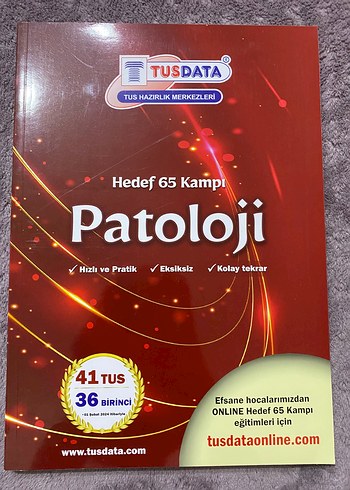 TUSDATA
TUS HAZIRLIK MERKEZLERİ
Hedef 65 Kampı
Patoloji
✓ Hızlı ve Pratik ✓ Eksiksiz ✓ Kolay tekrar
41 TUS
36 BİRİNCİ
Efsane hocalarımızdan
ONLINE Hedef 65 Kampı
eğitimleri için
tusdataonline.com
www.tusdata.com